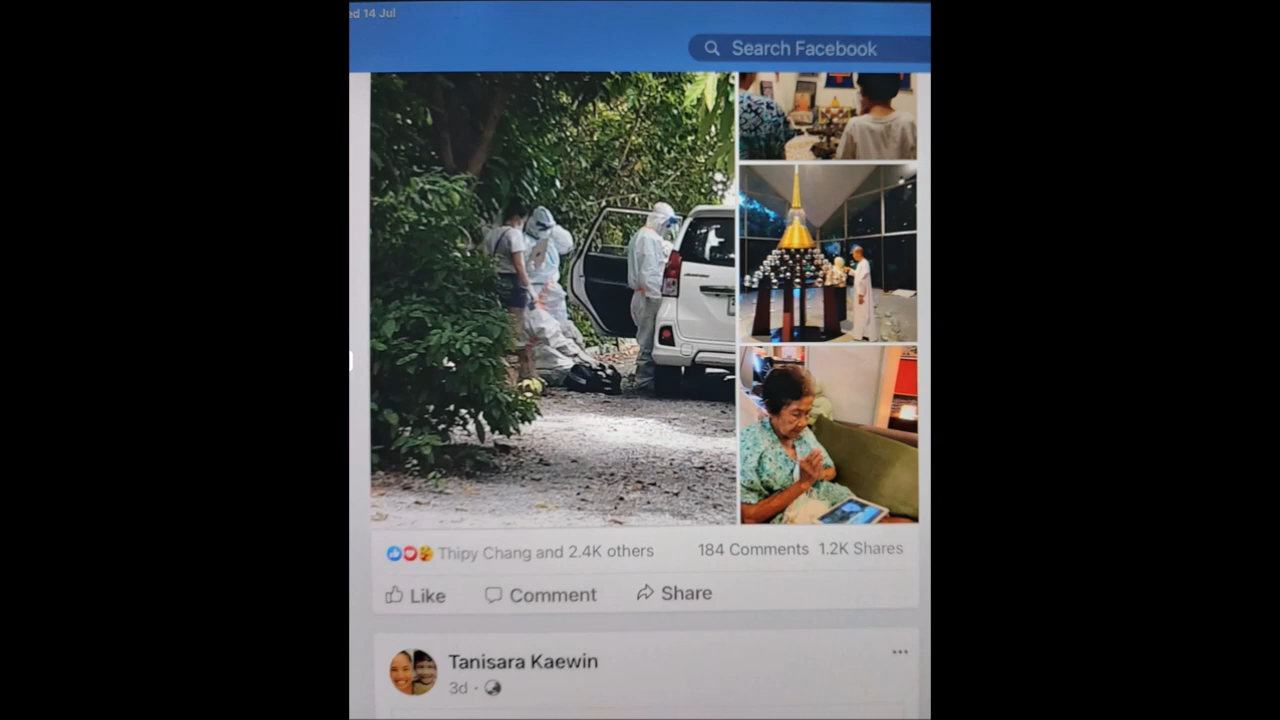 ed 14 Jul
Search Facebook
Thipy Chang and 2.4K others
184 Comments 1.2K Shares
Like
Comment
Share
Tanisara Kaewin
3d ·